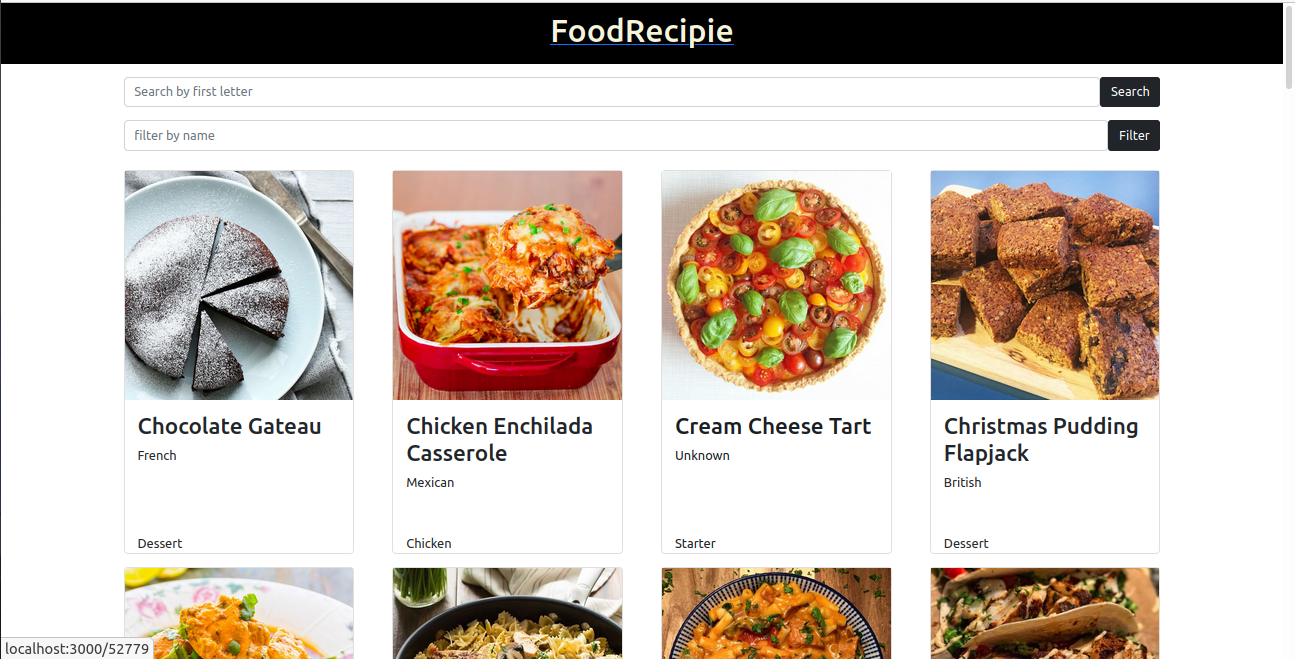 FoodRecipie
Search by first letter
Search
filter by name
Filter
Chocolate Gateau
French
Dessert
Chicken Enchilada
Casserole
Mexican
Chicken
Cream Cheese Tart
Unknown
Starter
Christmas Pudding
Flapjack
British
Dessert
localhost:3000/52779